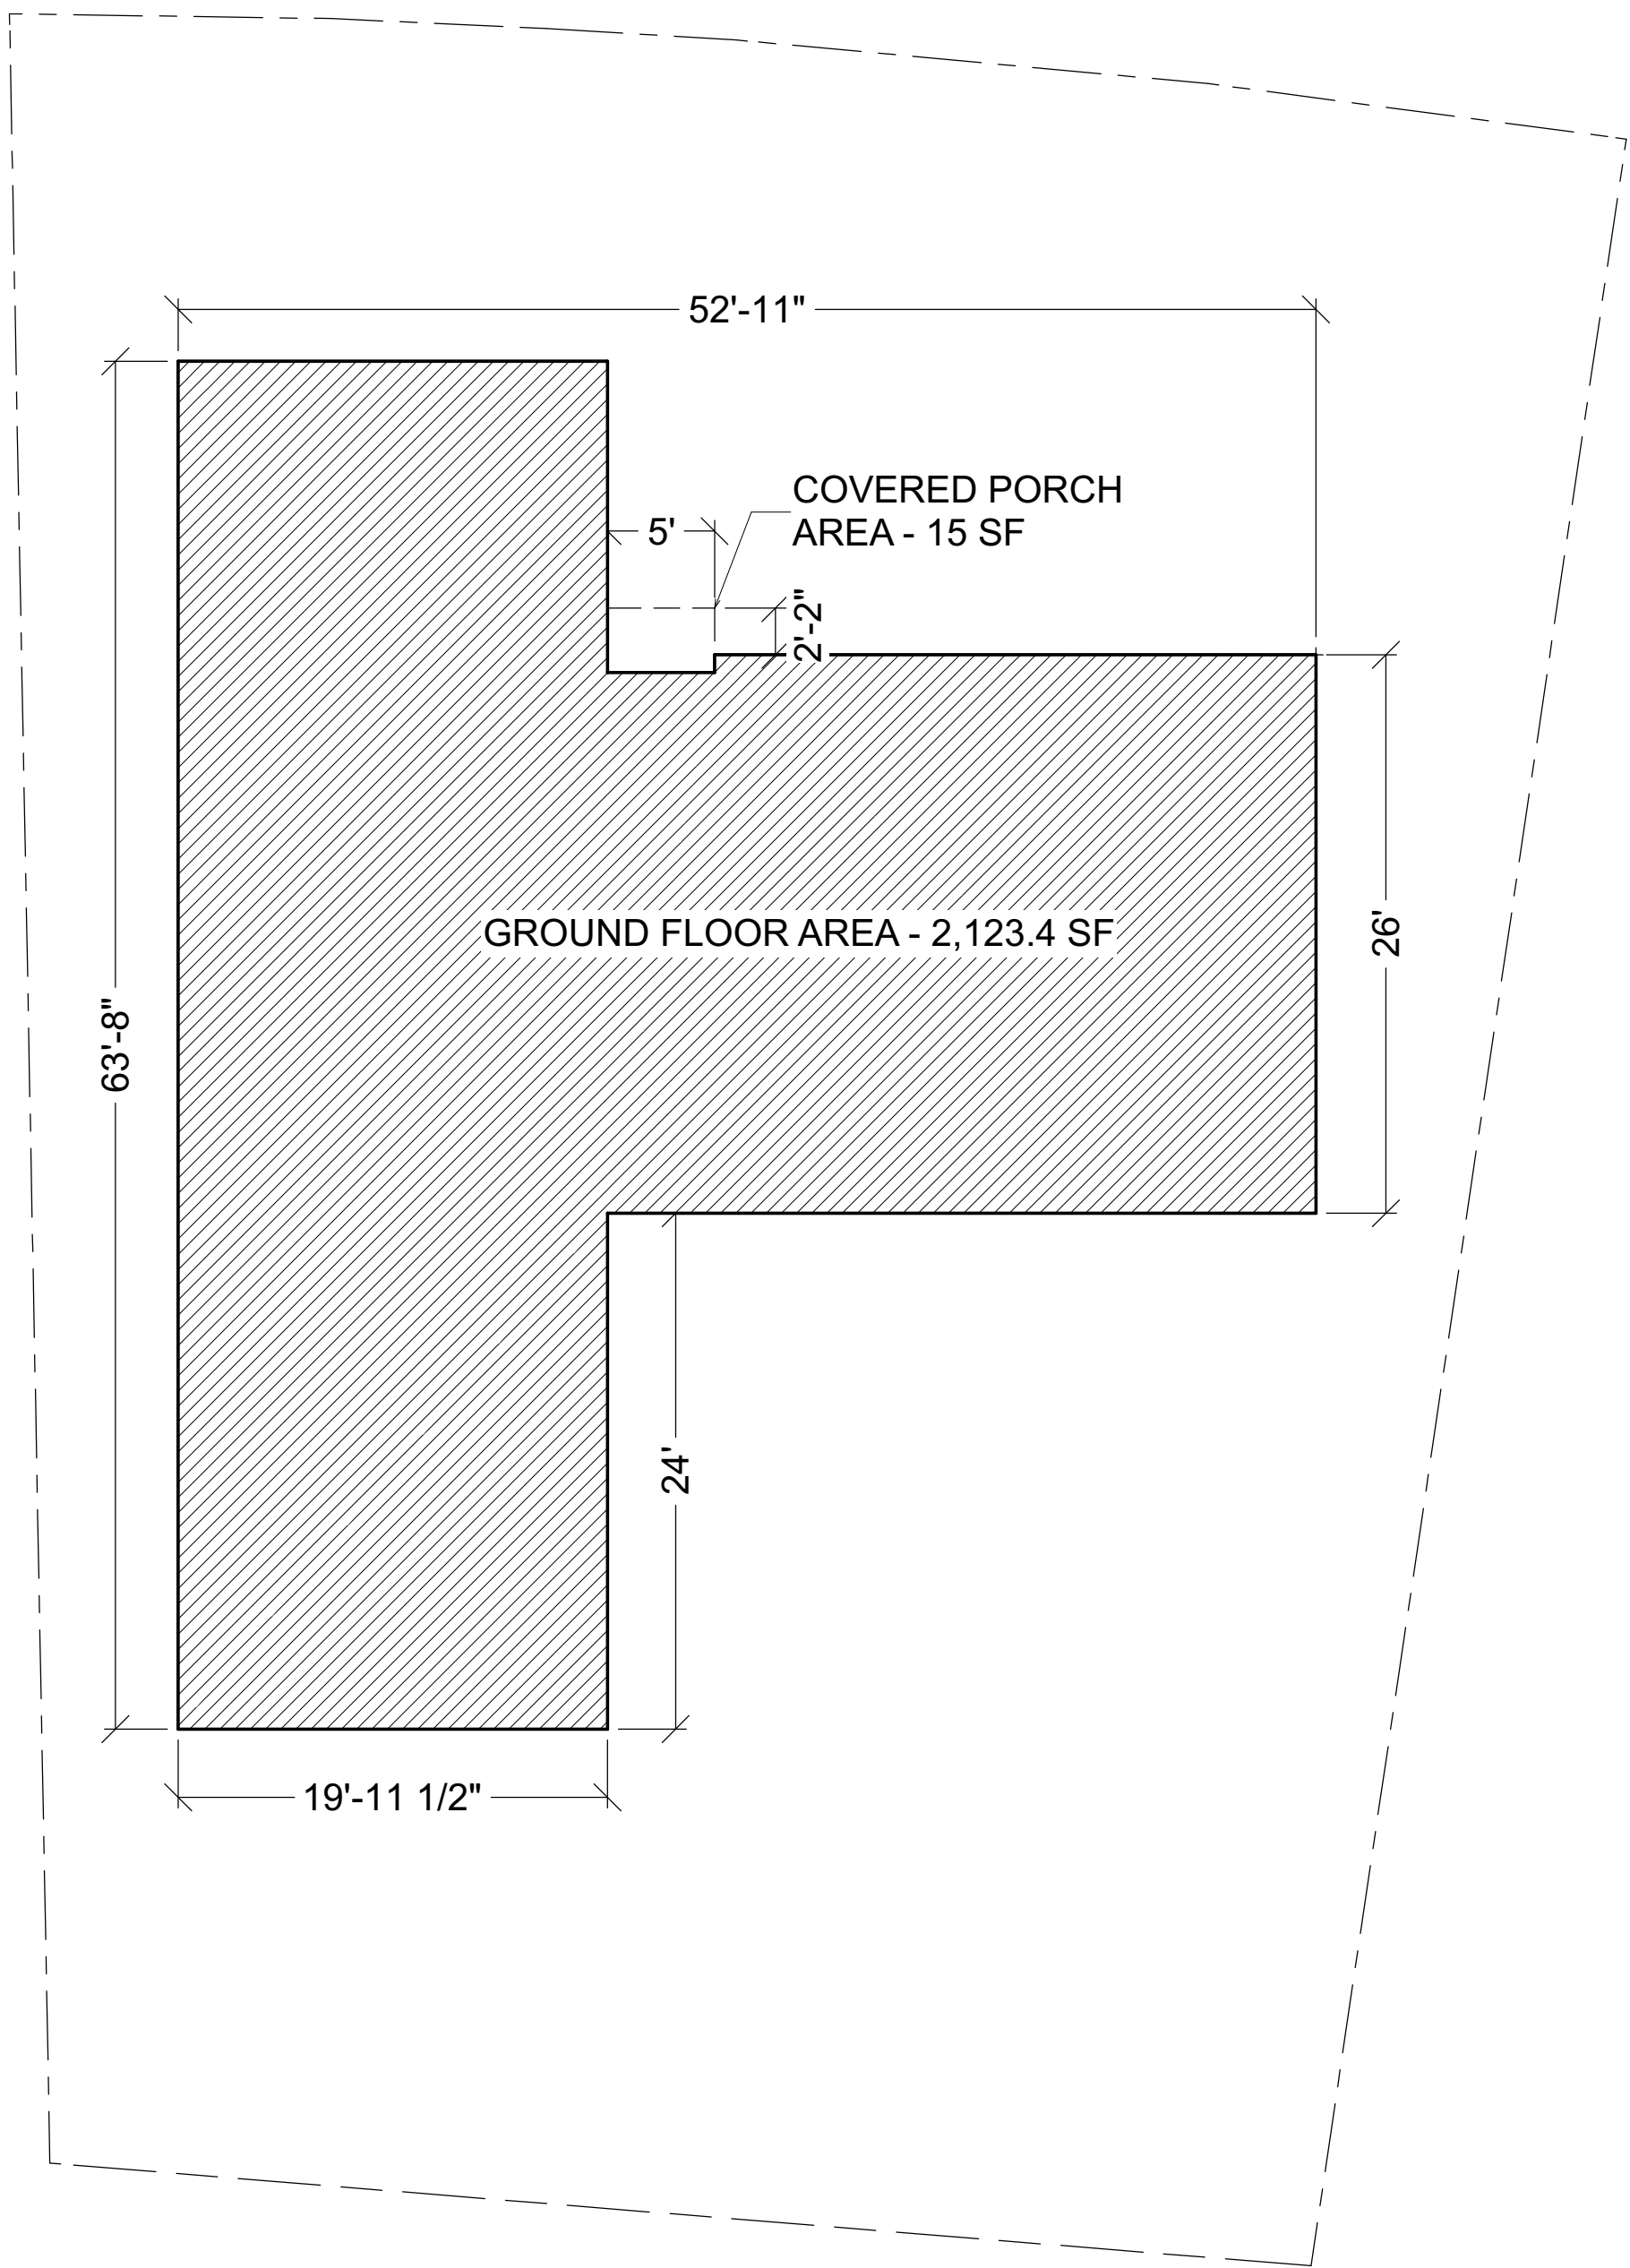 52'-11"
COVERED PORCH
AREA - 15 SF
5'
2'-2"
GROUND FLOOR AREA - 2,123.4 SF
26'
63'-8"
24'
19'-11 1/2"